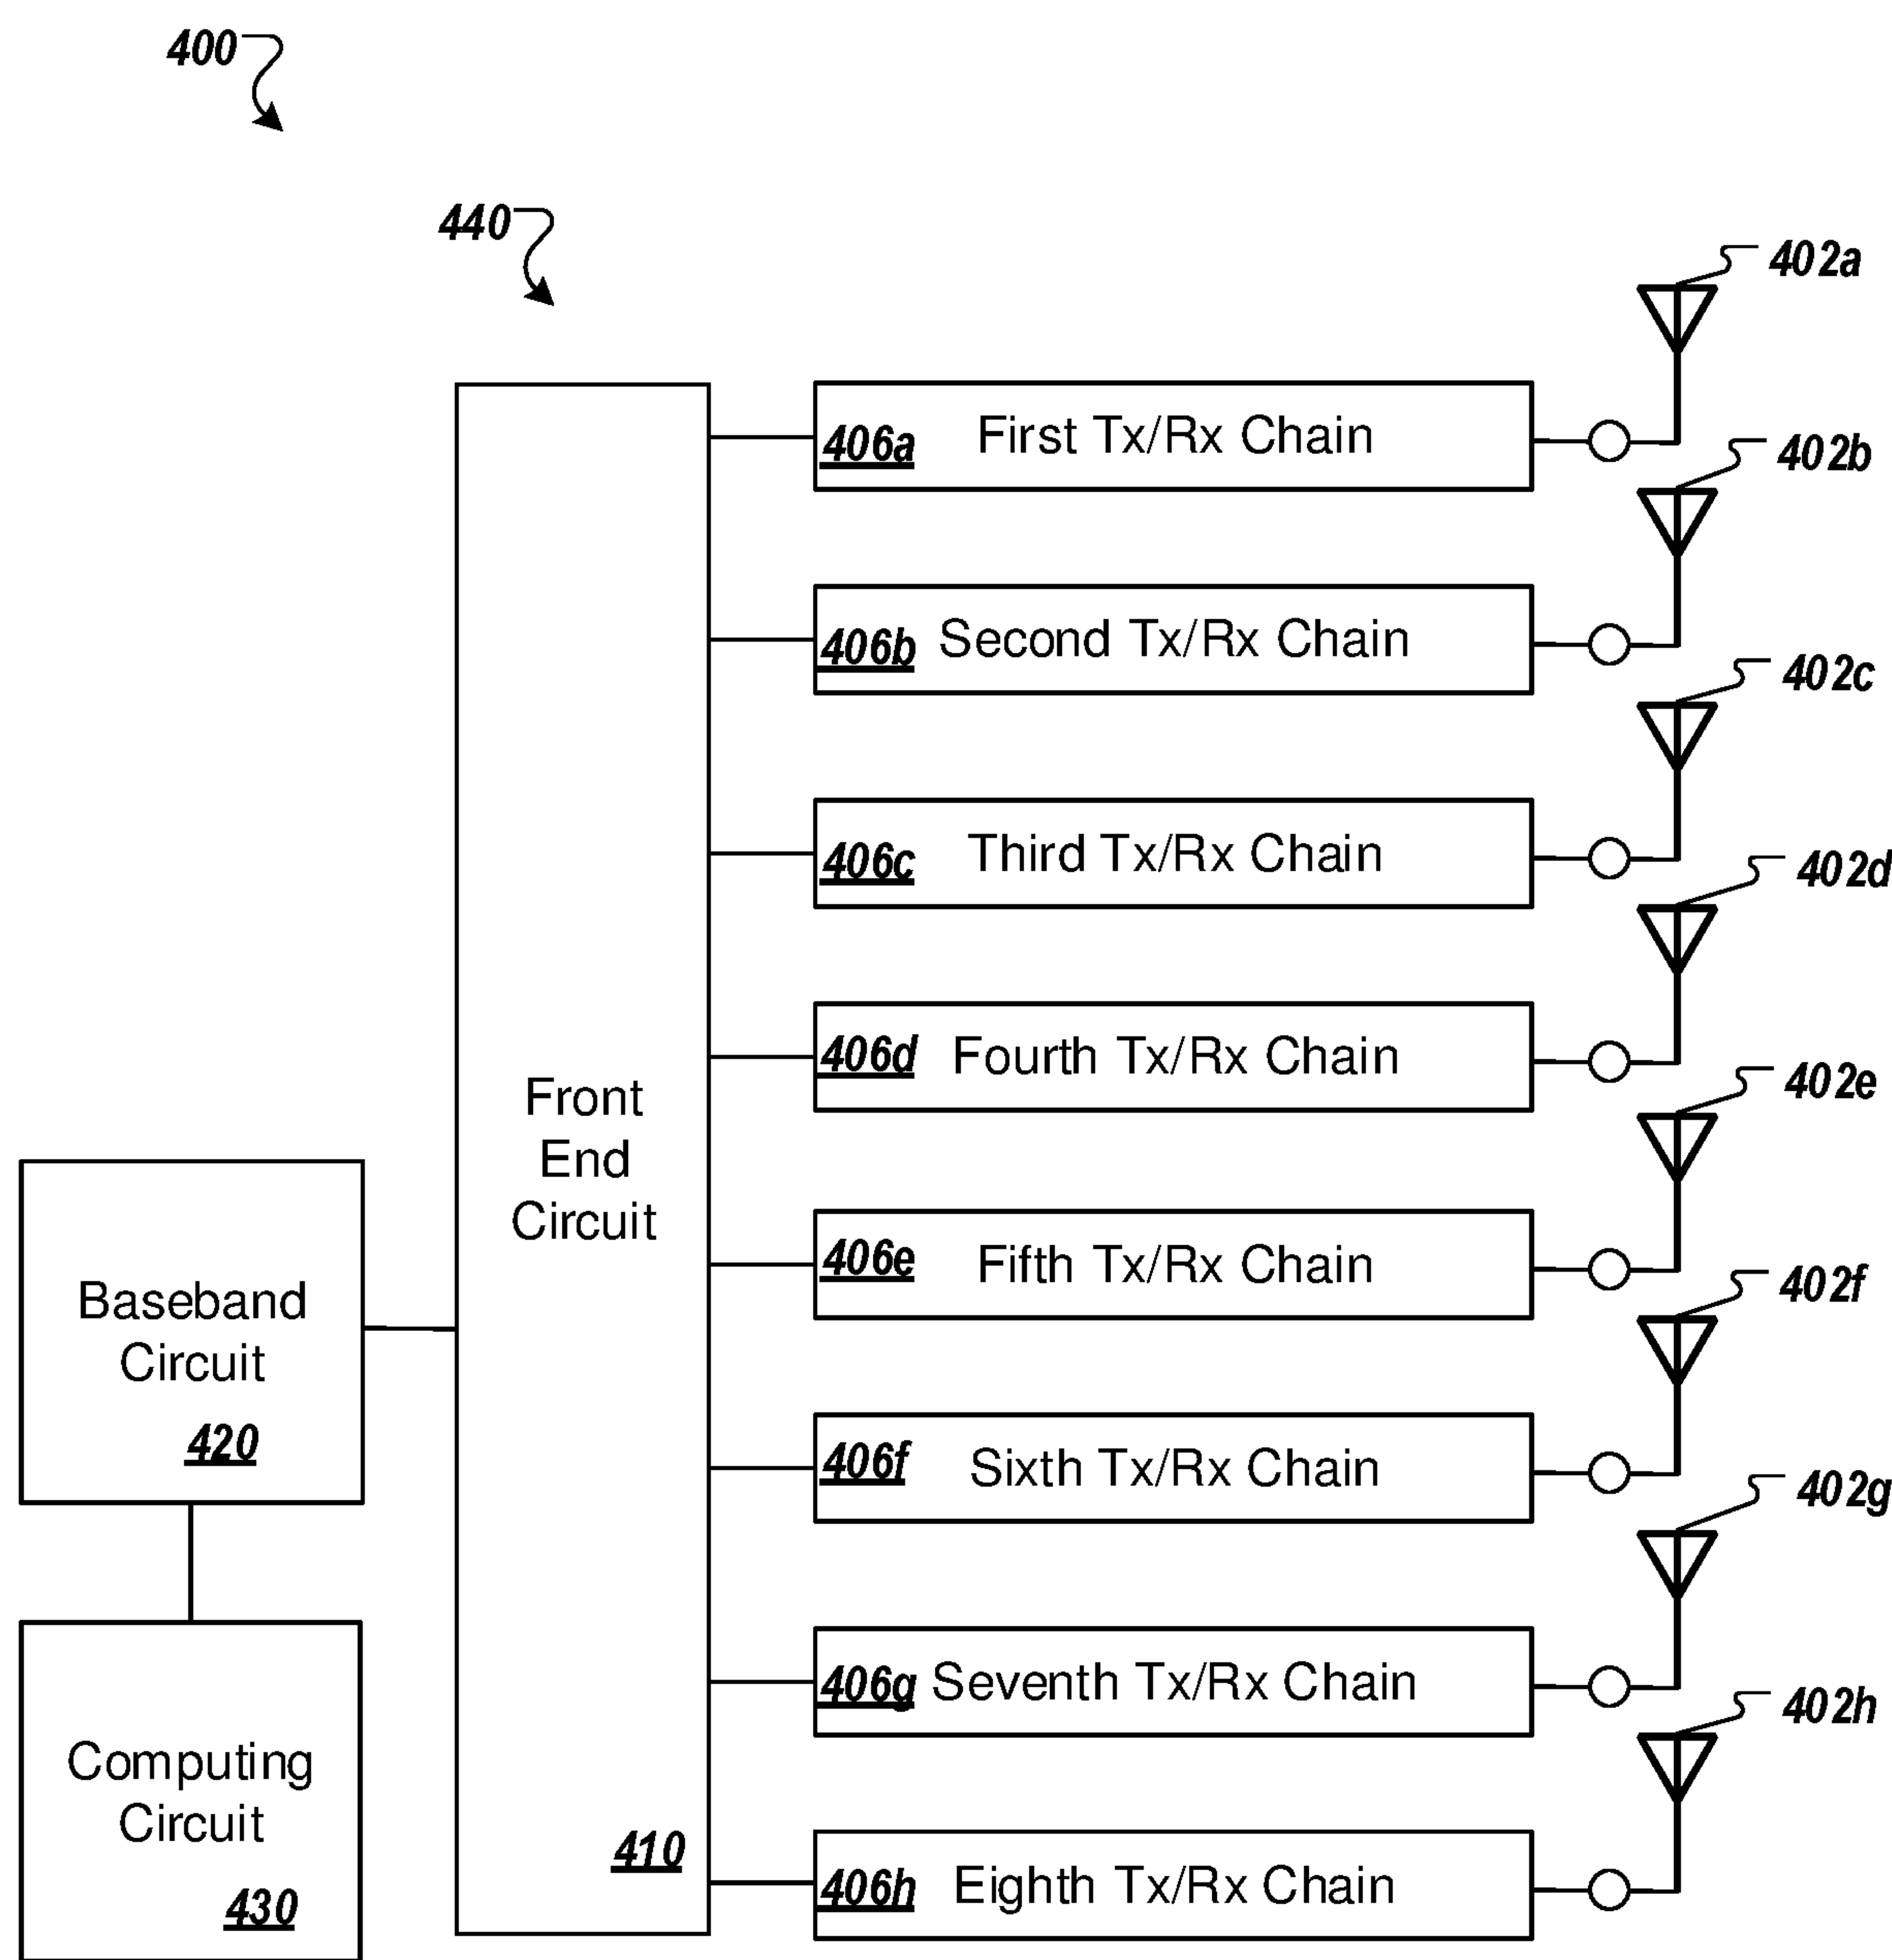 400
440
402a
406a First Tx/Rx Chain
402b
406b Second Tx/Rx Chain
402c
406c Third Tx/Rx Chain
402d
406d Fourth Tx/Rx Chain
402e
Front
End
Circuit
410
406e Fifth Tx/Rx Chain
402f
Baseband
Circuit
420
406f Sixth Tx/Rx Chain
402g
406g Seventh Tx/Rx Chain
402h
Computing
Circuit
430
406h Eighth Tx/Rx Chain